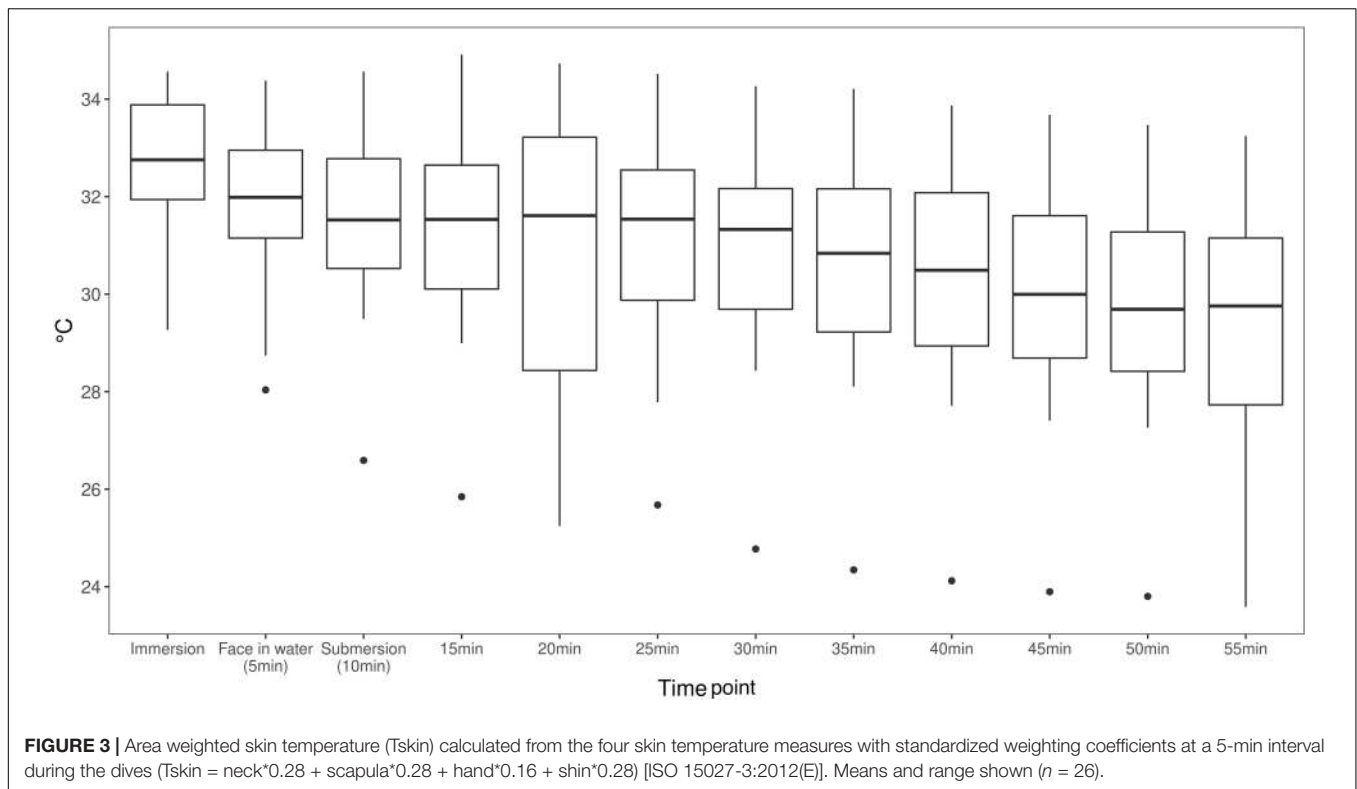 34
32
30
28
26
24
°C
Immersion Face in water Submersion 15min 20min 25min 30min 35min 40min 45min 50min 55min
(5min) (10min)
Time point
FIGURE 3 | Area weighted skin temperature (Tskin) calculated from the four skin temperature measures with standardized weighting coefficients at a 5-min interval
during the dives (Tskin = neck*0.28 + scapula*0.28 + hand*0.16 + shin*0.28) [ISO 15027-3:2012(E)]. Means and range shown (n = 26).